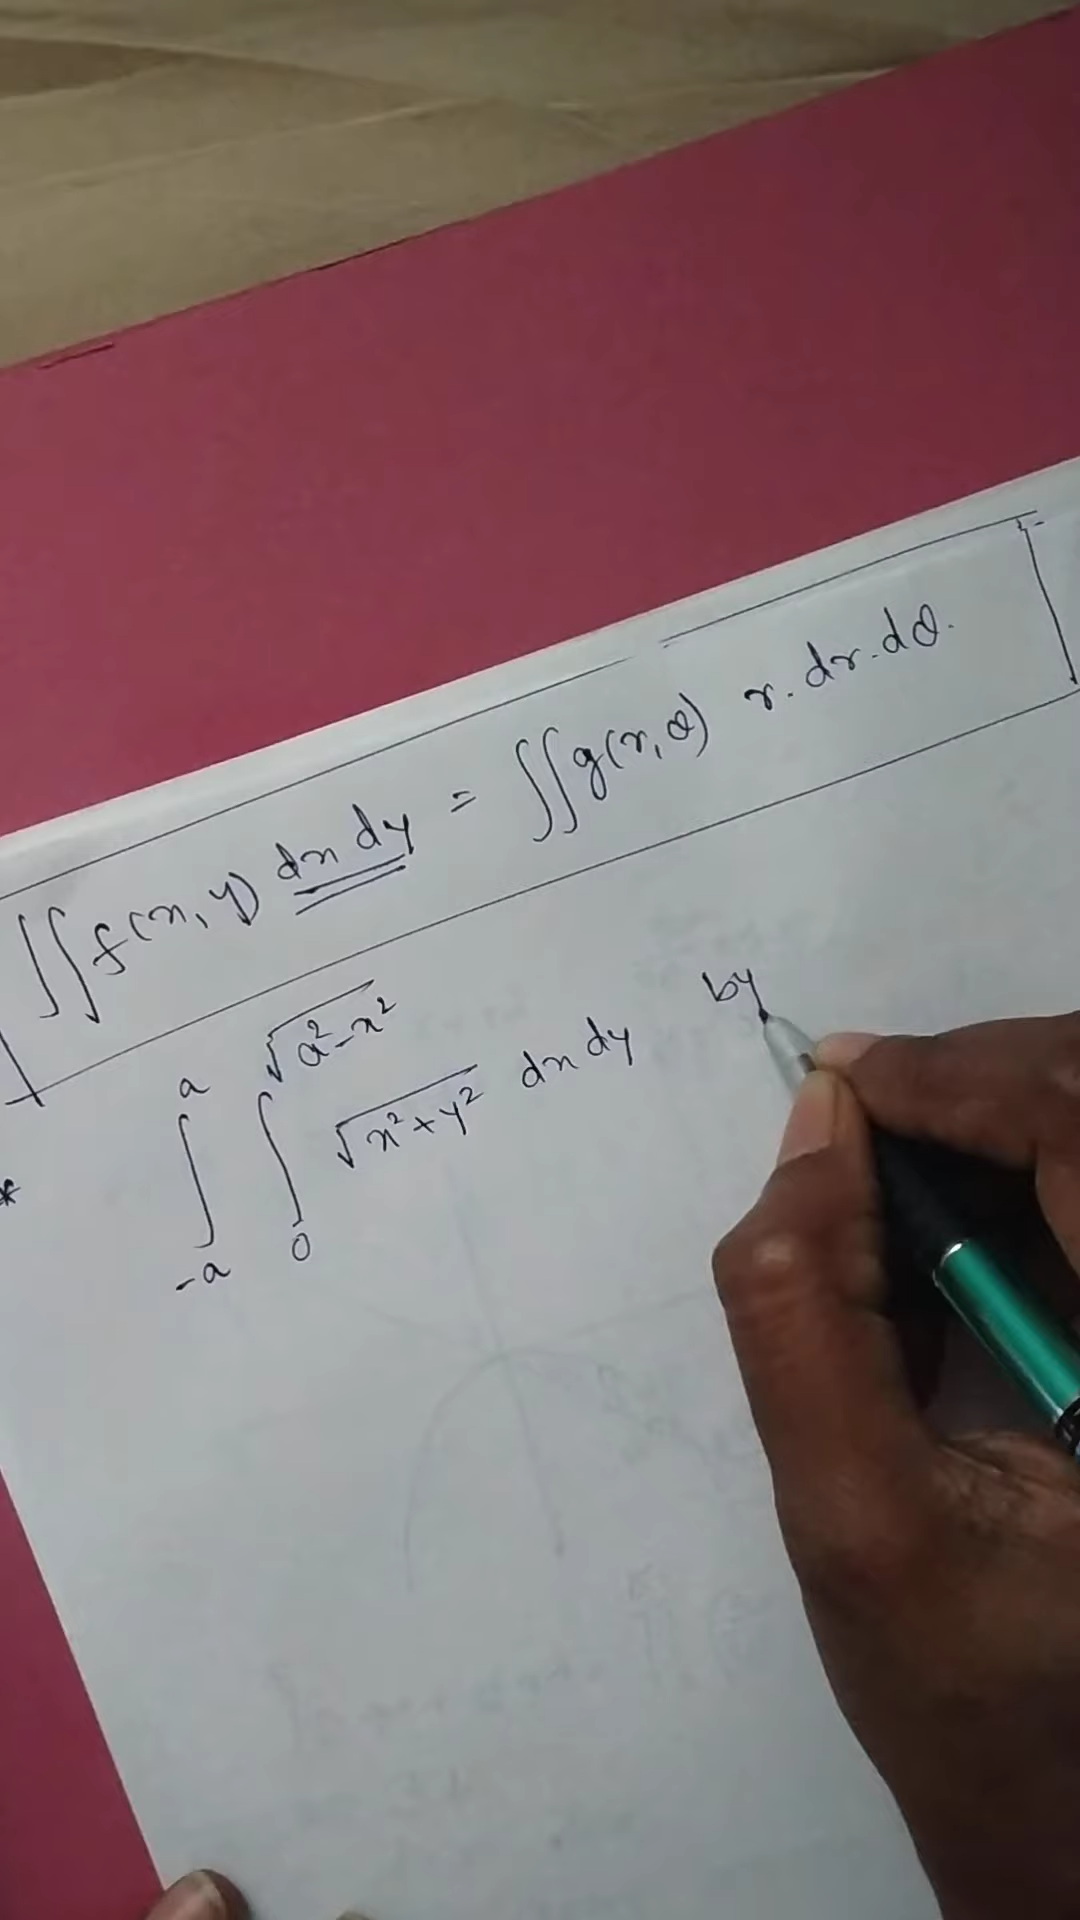 ∫∫f(x,y) dx dy = ∫∫g(r,θ) r.dr.dθ.
* ∫_{-a}^{a} ∫_{0}^{√(a²-x²)} √(x²+y²) dx dy by